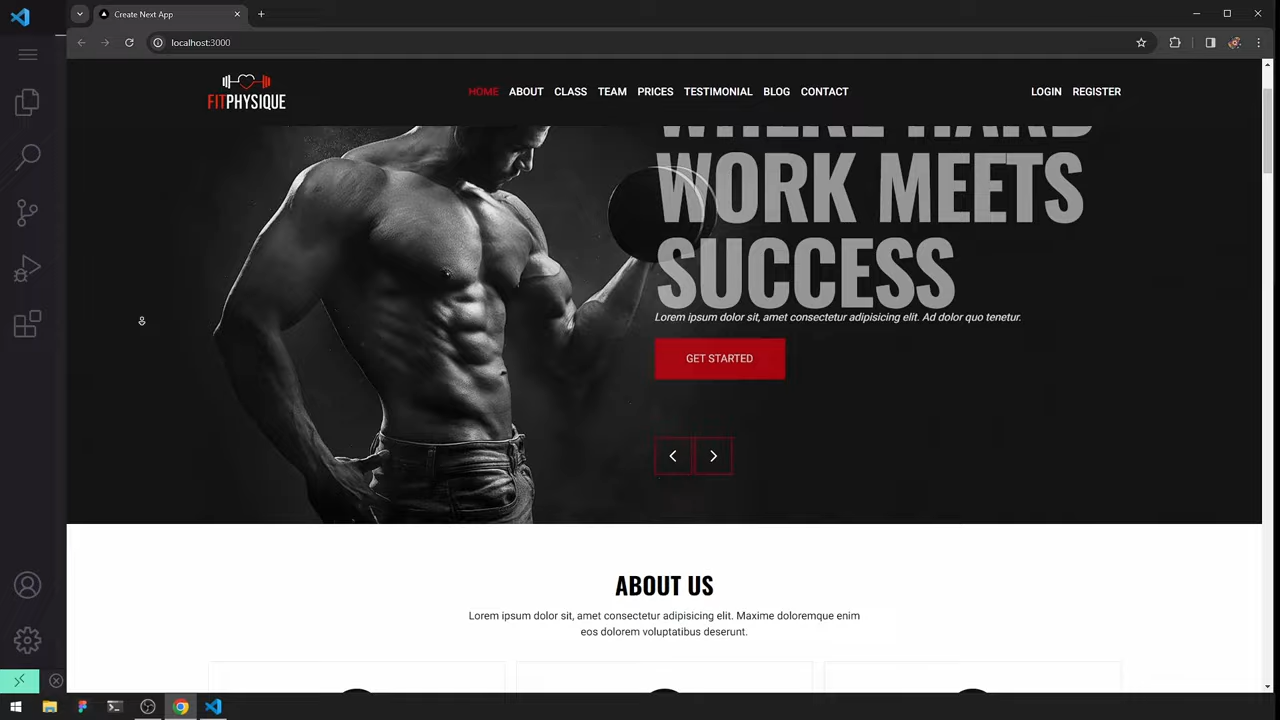 Create Next App
localhost:3000
FITPHYSIQUE
HOME ABOUT CLASS TEAM PRICES TESTIMONIAL BLOG CONTACT
LOGIN REGISTER
WHERE HARD
WORK MEETS
SUCCESS
Lorem ipsum dolor sit, amet consectetur adipisicing elit. Ad dolor quo tenetur.
GET STARTED
ABOUT US
Lorem ipsum dolor sit, amet consectetur adipisicing elit. Maxime doloremque enim
eos dolorem voluptatibus deserunt.